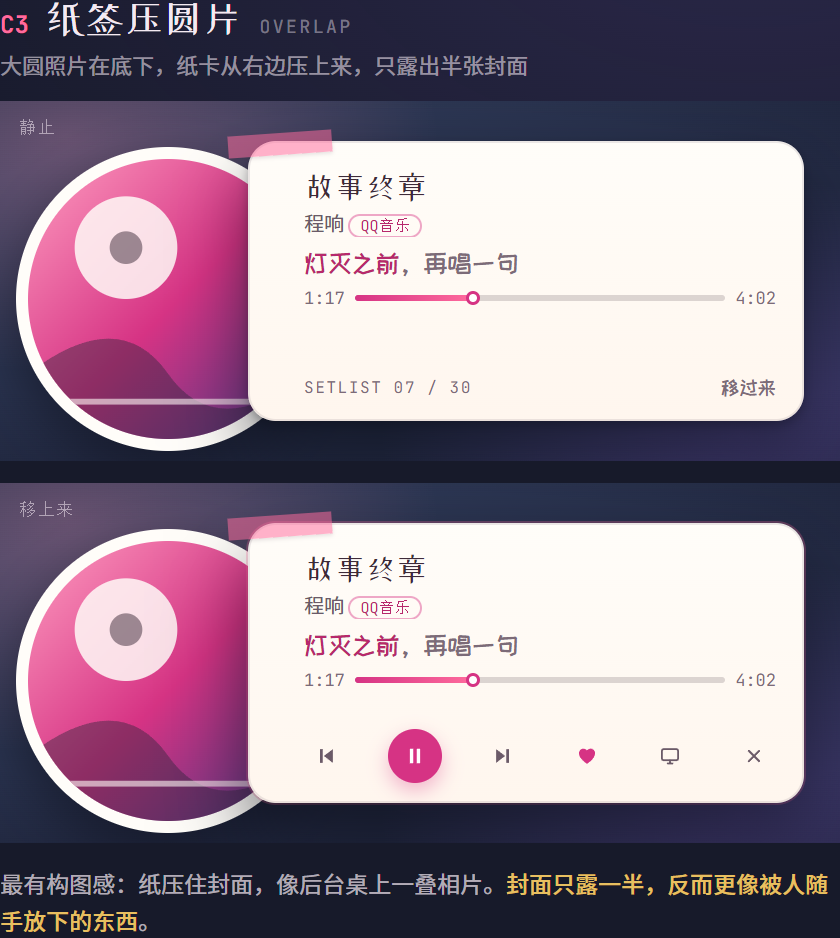 C3 纸签压圆片 OVERLAP
大圆照片在底下，纸卡从右边压上来，只露出半张封面
静止
故事终章
程响 QQ音乐
灯灭之前，再唱一句
1:17 4:02
SETLIST 07 / 30 移过来
移上来
故事终章
程响 QQ音乐
灯灭之前，再唱一句
1:17 4:02
最有构图感：纸压住封面，像后台桌上一叠相片。封面只露一半，反而更像被人随
手放下的东西。